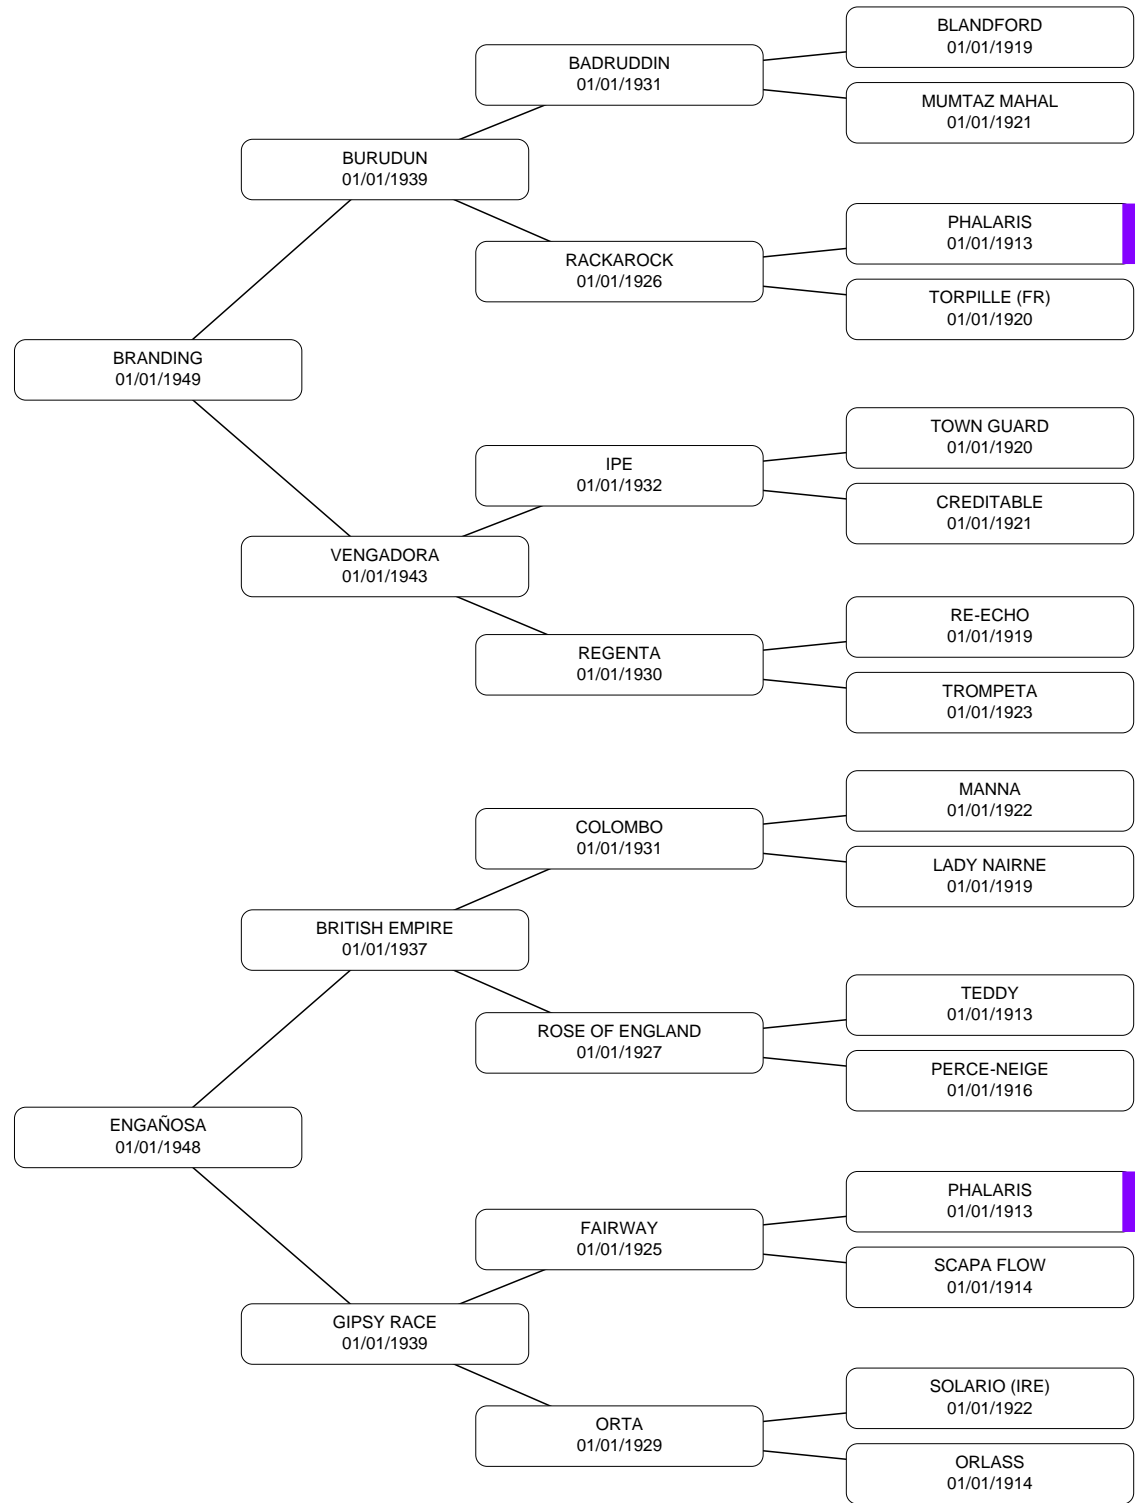 BLANDFORD
01/01/1919
BADRUDDIN
01/01/1931
MUMTAZ MAHAL
01/01/1921
BURUDUN
01/01/1939
PHALARIS
01/01/1913
RACKAROCK
01/01/1926
TORPILLE (FR)
01/01/1920
BRANDING
01/01/1949
TOWN GUARD
01/01/1920
IPE
01/01/1932
CREDITABLE
01/01/1921
VENGADORA
01/01/1943
RE-ECHO
01/01/1919
REGENTA
01/01/1930
TROMPETA
01/01/1923
MANNA
01/01/1922
COLOMBO
01/01/1931
LADY NAIRNE
01/01/1919
BRITISH EMPIRE
01/01/1937
TEDDY
01/01/1913
ROSE OF ENGLAND
01/01/1927
PERCE-NEIGE
01/01/1916
ENGAÑOSA
01/01/1948
PHALARIS
01/01/1913
FAIRWAY
01/01/1925
SCAPA FLOW
01/01/1914
GIPSY RACE
01/01/1939
SOLARIO (IRE)
01/01/1922
ORTA
01/01/1929
ORLASS
01/01/1914